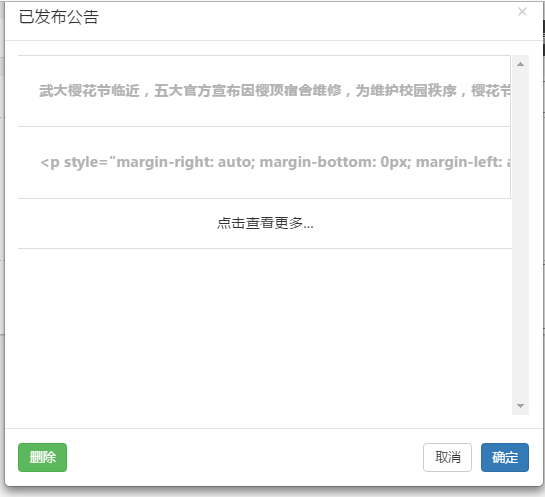 已发布公告
×
武大樱花节临近，五大官方宣布因樱顶宿舍维修，为维护校园秩序，樱花节
<p style="margin-right: auto; margin-bottom: 0px; margin-left: a
点击查看更多...
删除
取消
确定